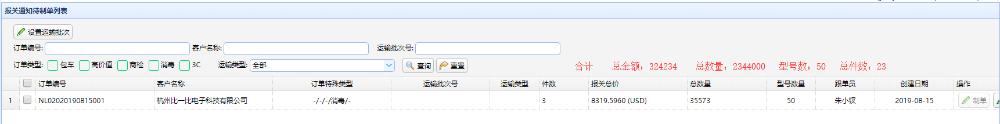 报关通知待制单列表
设置运输批次
订单编号: 客户名称: 运输批次号:
订单类型: 包车 高价值 商检 消毒 3C 运输类型: 全部 查询 重置 合计 总金额：324234 总数量：2344000 型号数：50 总件数：23
订单编号 客户名称 订单特殊类型 运输批次号 运输类型 件数 报关总价 总数量 型号数量 跟单员 创建日期 操作
1 NL02020190815001 杭州比一比电子科技有限公司 -/-/-/消毒/- 3 8319.5960 (USD) 35573 50 朱小钗 2019-08-15 制单